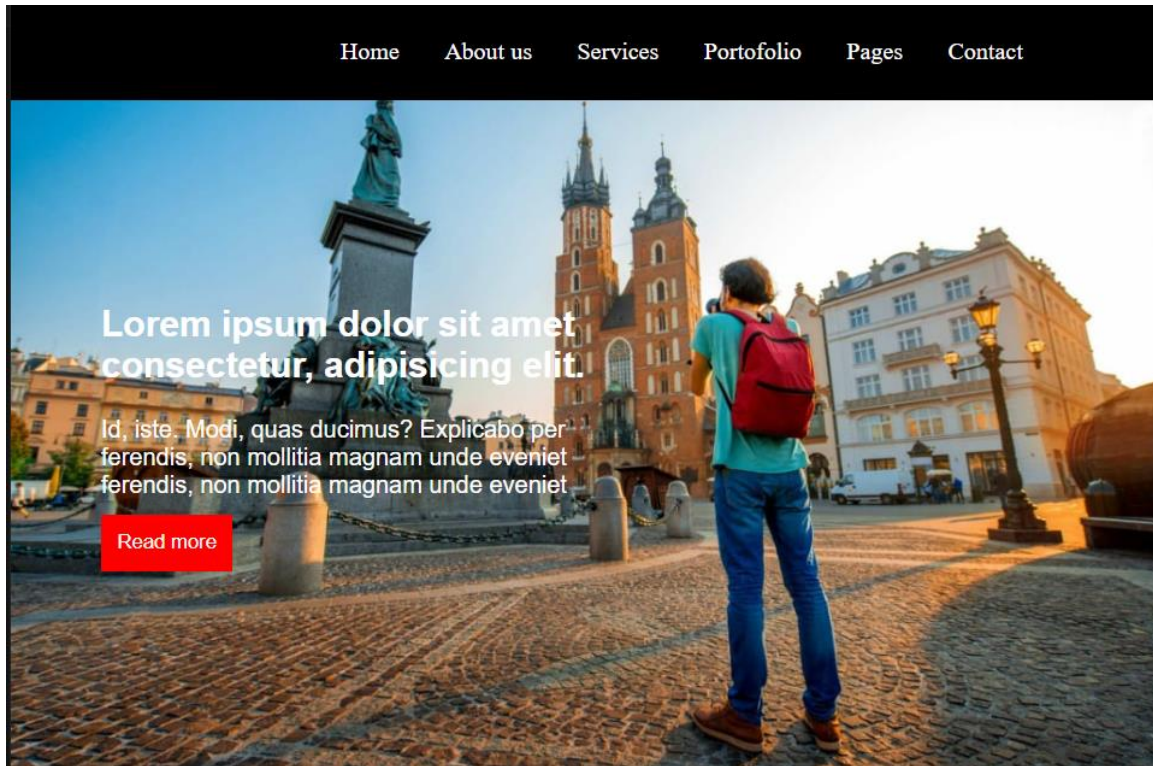 Home About us Services Portofolio Pages Contact
Lorem ipsum dolor sit amet
consectetur, adipisicing elit.
Id, iste. Modi, quas ducimus? Explicabo per
ferendis, non mollitia magnam unde eveniet
ferendis, non mollitia magnam unde eveniet
Read more